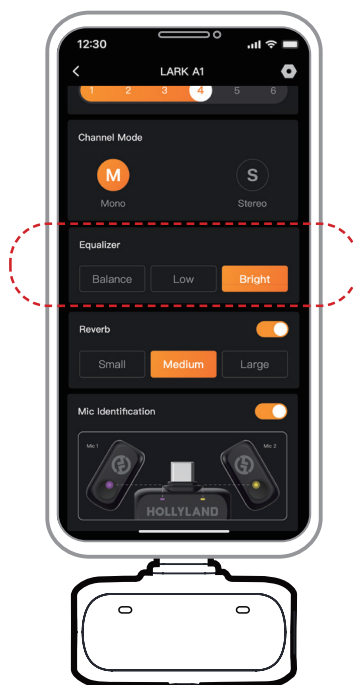 12:30
LARK A1
1 2 3 4 5 6
Channel Mode
M S
Mono Stereo
Equalizer
Balance Low Bright
Reverb
Small Medium Large
Mic Identification
Mic 1 Mic 2
HOLLYLAND